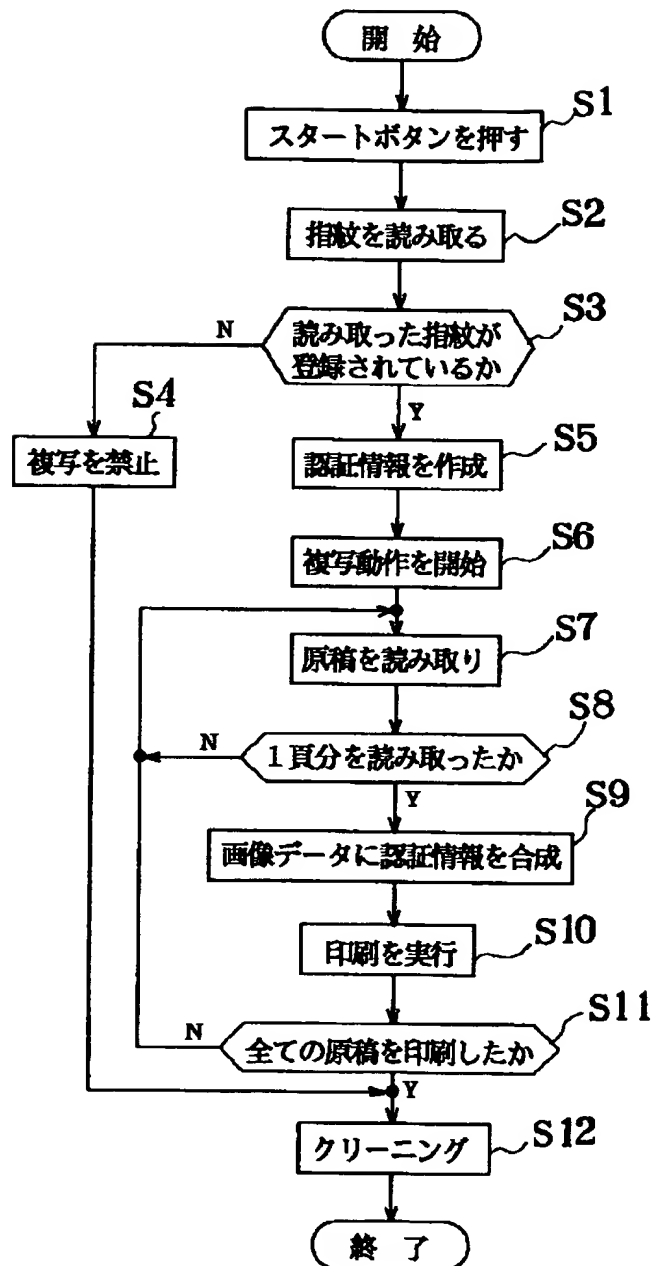 開 始
S1
スタートボタンを押す
S2
指紋を読み取る
S3
N
読み取った指紋が
登録されているか
S4
Y
S5
複写を禁止
認証情報を作成
S6
複写動作を開始
S7
原稿を読み取り
S8
N
1頁分を読み取ったか
Y
S9
画像データに認証情報を合成
S10
印刷を実行
S11
N
全ての原稿を印刷したか
Y
S12
クリーニング
終 了